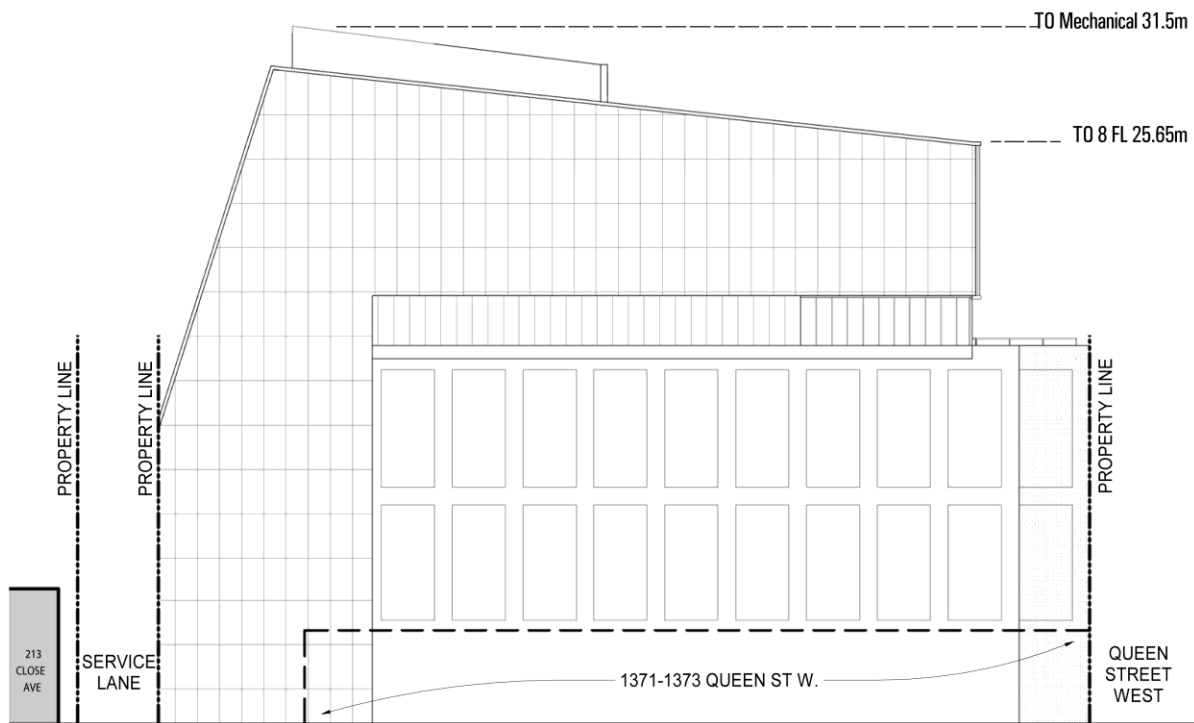 TO Mechanical 31.5m
TO 8 FL 25.65m
PROPERTY LINE
PROPERTY LINE
PROPERTY LINE
213
CLOSE
AVE
SERVICE
LANE
1371-1373 QUEEN ST W.
QUEEN
STREET
WEST